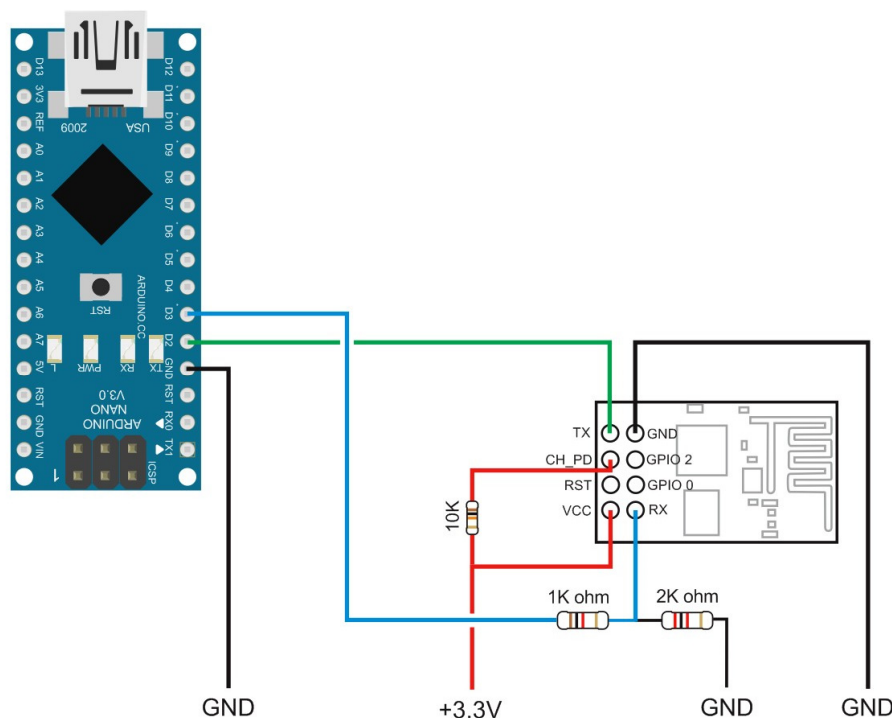 D13
3V3
REF
A0
A1
A2
A3
A4
A5
A6
A7
5V
RST
GND
VIN
D12
D11
D10
D9
D8
D7
D6
D5
D4
D3
D2
GND
RST
RX0
TX1
2009
USA
RST
ARDUINO.CC
L
PWR
RX
TX
ARDUINO
NANO
V3.0
1
ICSP
TX
GND
CH_PD
GPIO 2
RST
GPIO 0
VCC
RX
10K
1K ohm
2K ohm
GND
+3.3V
GND
GND